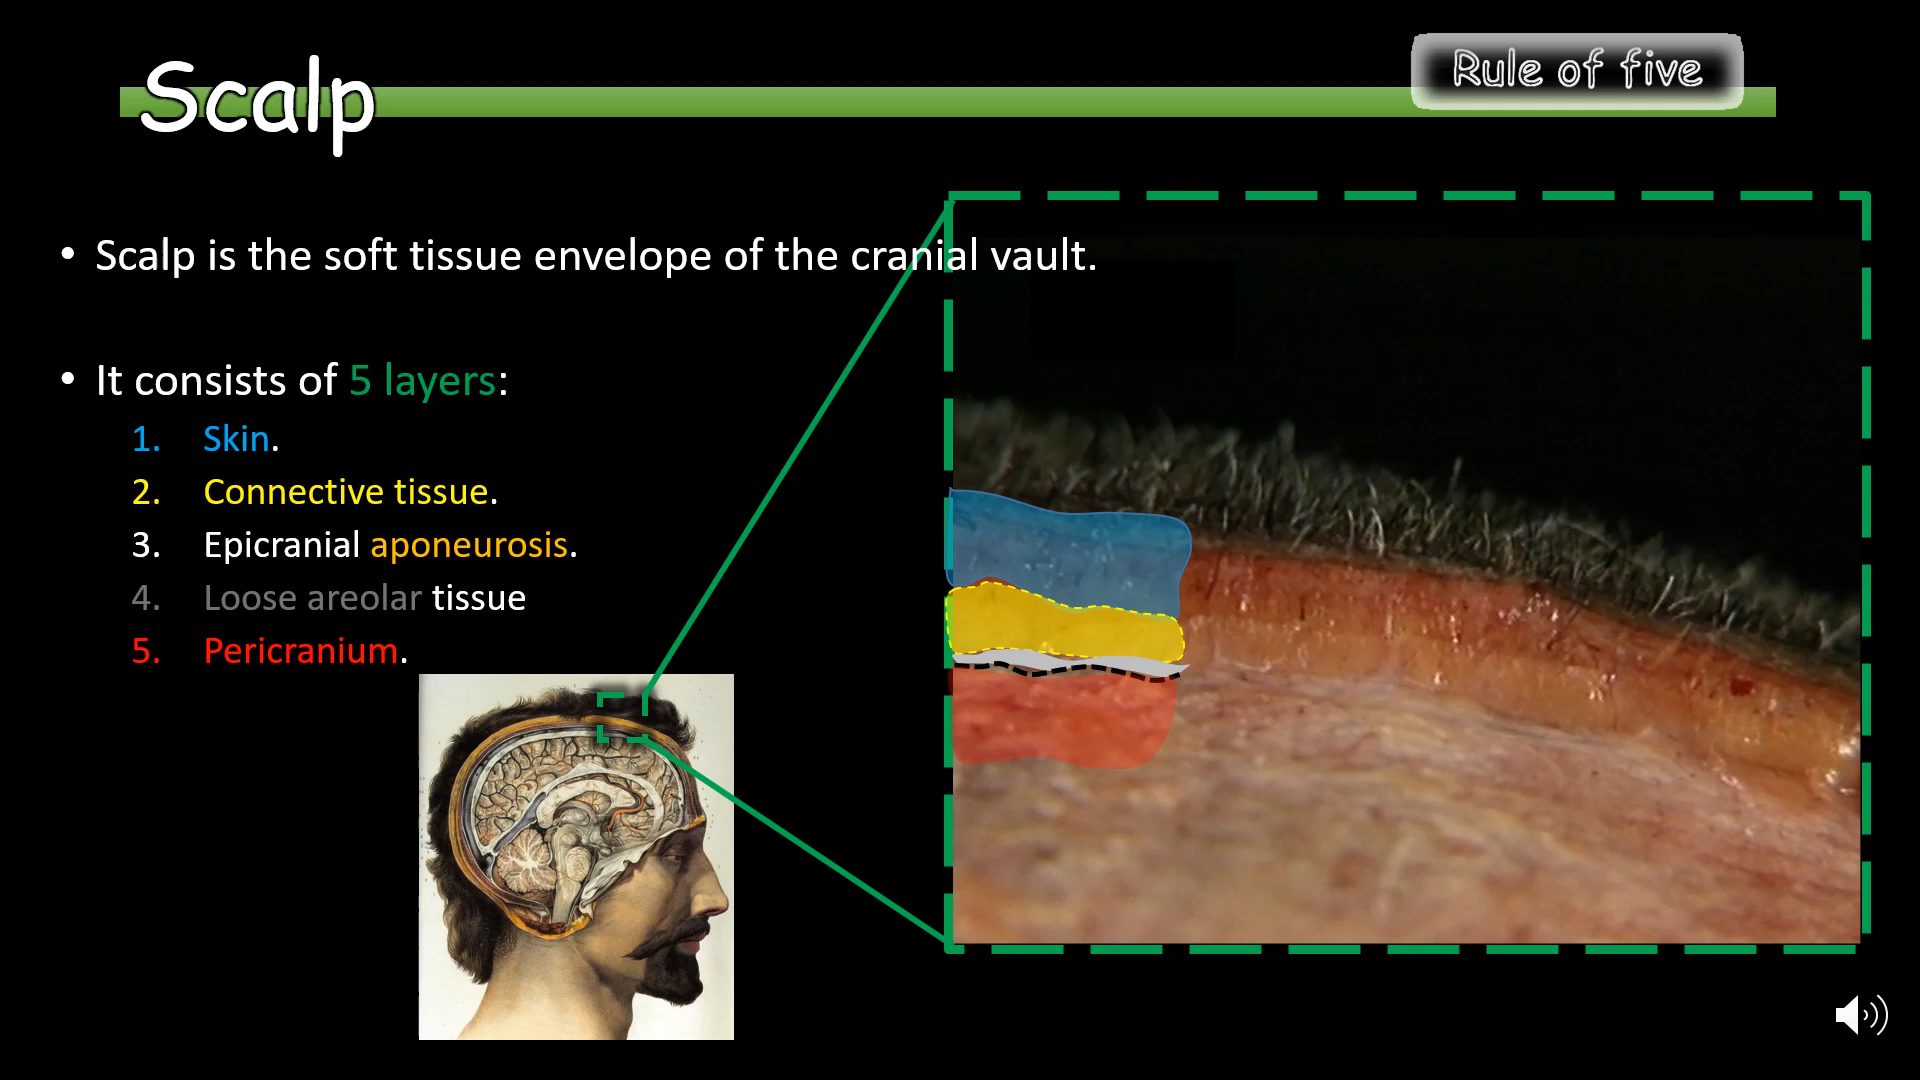 Scalp
Rule of five
• Scalp is the soft tissue envelope of the cranial vault.
• It consists of 5 layers:
1. Skin.
2. Connective tissue.
3. Epicranial aponeurosis.
4. Loose areolar tissue
5. Pericranium.